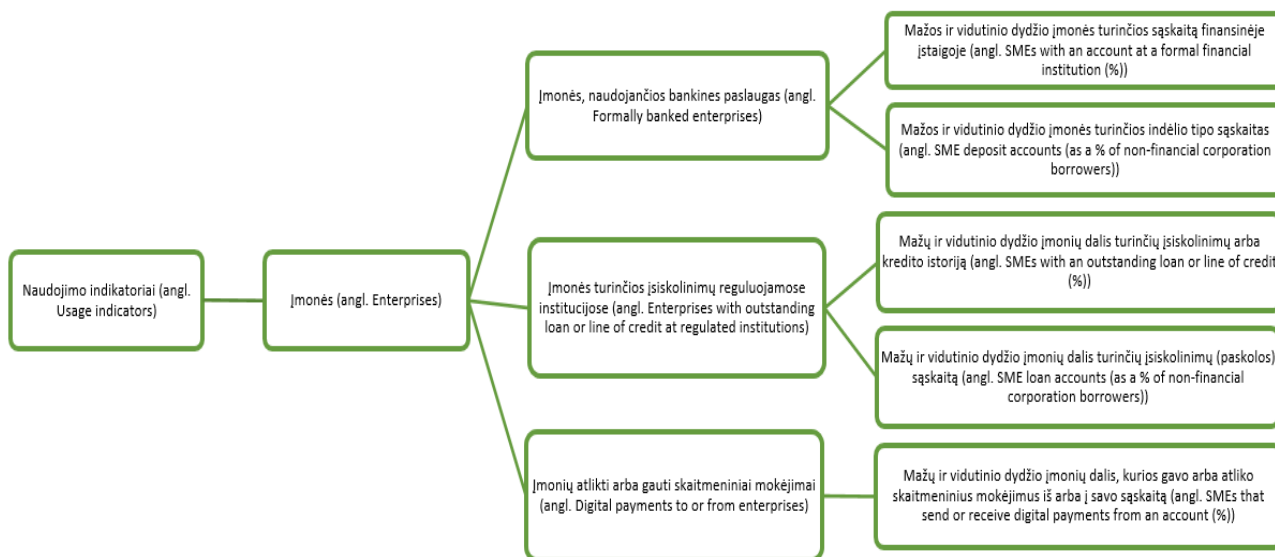 Naudojimo indikatoriai (angl.
Usage indicators)
Įmonės (angl. Enterprises)
Įmonės, naudojančios bankines paslaugas (angl.
Formally banked enterprises)
Mažos ir vidutinio dydžio įmonės turinčios sąskaitą finansinėje
įstaigoje (angl. SMEs with an account at a formal financial
institution (%))
Mažos ir vidutinio dydžio įmonės turinčios indėlio tipo sąskaitas
(angl. SME deposit accounts (as a % of non-financial corporation
borrowers))
Įmonės turinčios įsiskolinimų reguliuojamose
institucijose (angl. Enterprises with outstanding
loan or line of credit at regulated institutions)
Mažų ir vidutinio dydžio įmonių dalis turinčių įsiskolinimų arba
kredito istoriją (angl. SMEs with an outstanding loan or line of credit
(%))
Mažų ir vidutinio dydžio įmonių dalis turinčių įsiskolinimų (paskolos)
sąskaitą (angl. SME loan accounts (as a % of non-financial
corporation borrowers))
Įmonių atlikti arba gauti skaitmeniniai mokėjimai
(angl. Digital payments to or from enterprises)
Mažų ir vidutinio dydžio įmonių dalis, kurios gavo arba atliko
skaitmeninius mokėjimus iš arba į savo sąskaitą (angl. SMEs that
send or receive digital payments from an account (%))